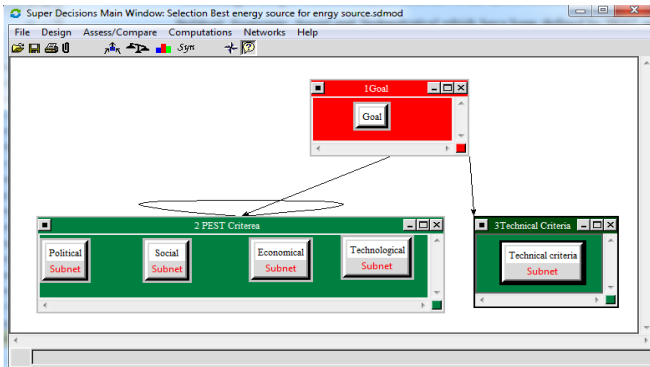 Super Decisions Main Window: Selection Best energy source for enrgy source.sdmod
File Design Assess/Compare Computations Networks Help
Syn
1Goal
Goal
2 PEST Criterea
3Technical Criteria
Political
Subnet
Social
Subnet
Economical
Subnet
Technological
Subnet
Technical criteria
Subnet